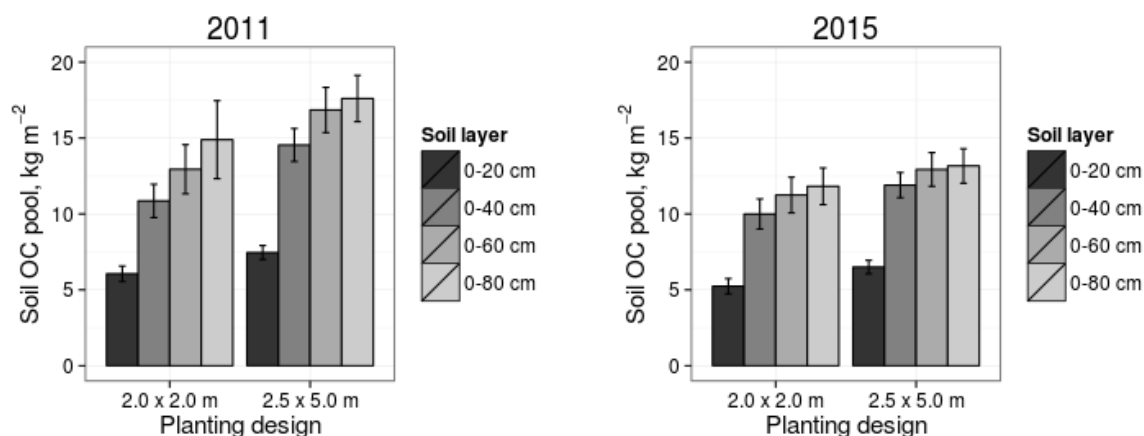 2011
20
15
10
5
0
Soil OC pool, kg m⁻²
2.0 x 2.0 m 2.5 x 5.0 m
Planting design
Soil layer
0-20 cm
0-40 cm
0-60 cm
0-80 cm
2015
20
15
10
5
0
Soil OC pool, kg m⁻²
2.0 x 2.0 m 2.5 x 5.0 m
Planting design
Soil layer
0-20 cm
0-40 cm
0-60 cm
0-80 cm